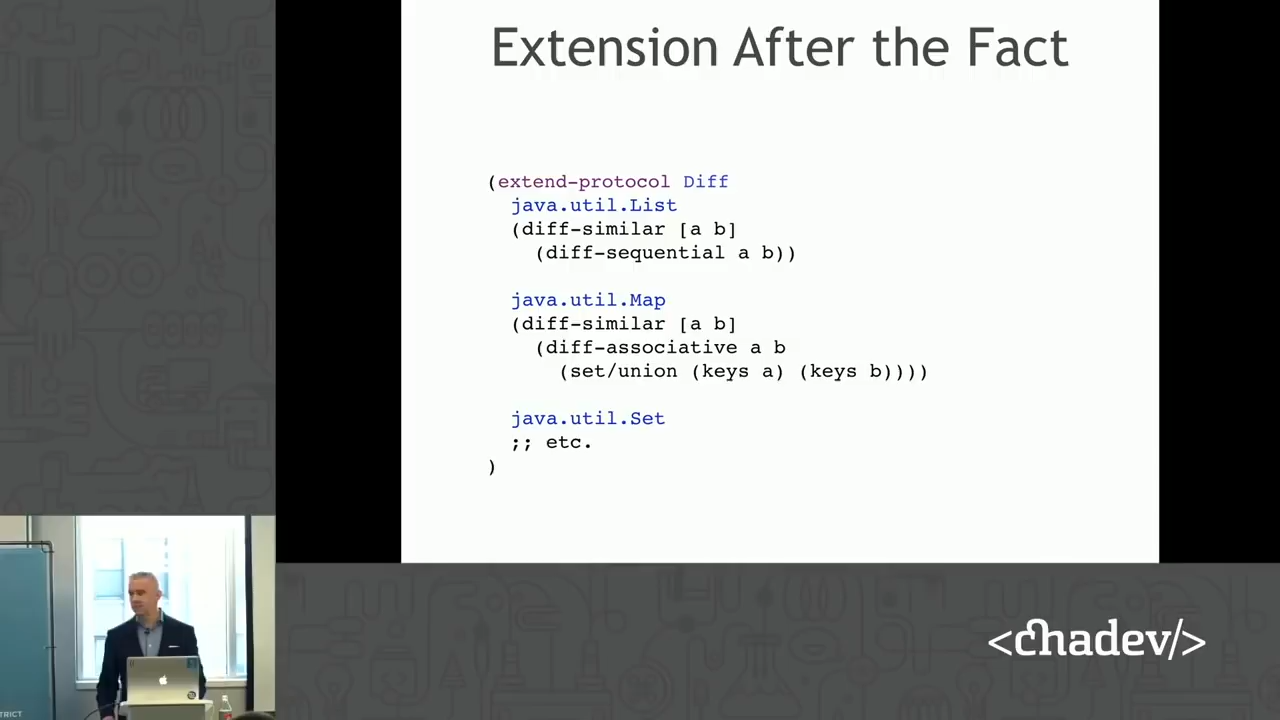 Extension After the Fact
(extend-protocol Diff
  java.util.List
  (diff-similar [a b]
    (diff-sequential a b))
  java.util.Map
  (diff-similar [a b]
    (diff-associative a b
      (set/union (keys a) (keys b))))
  java.util.Set
  ;; etc.
)
<chadev/>
TRICT